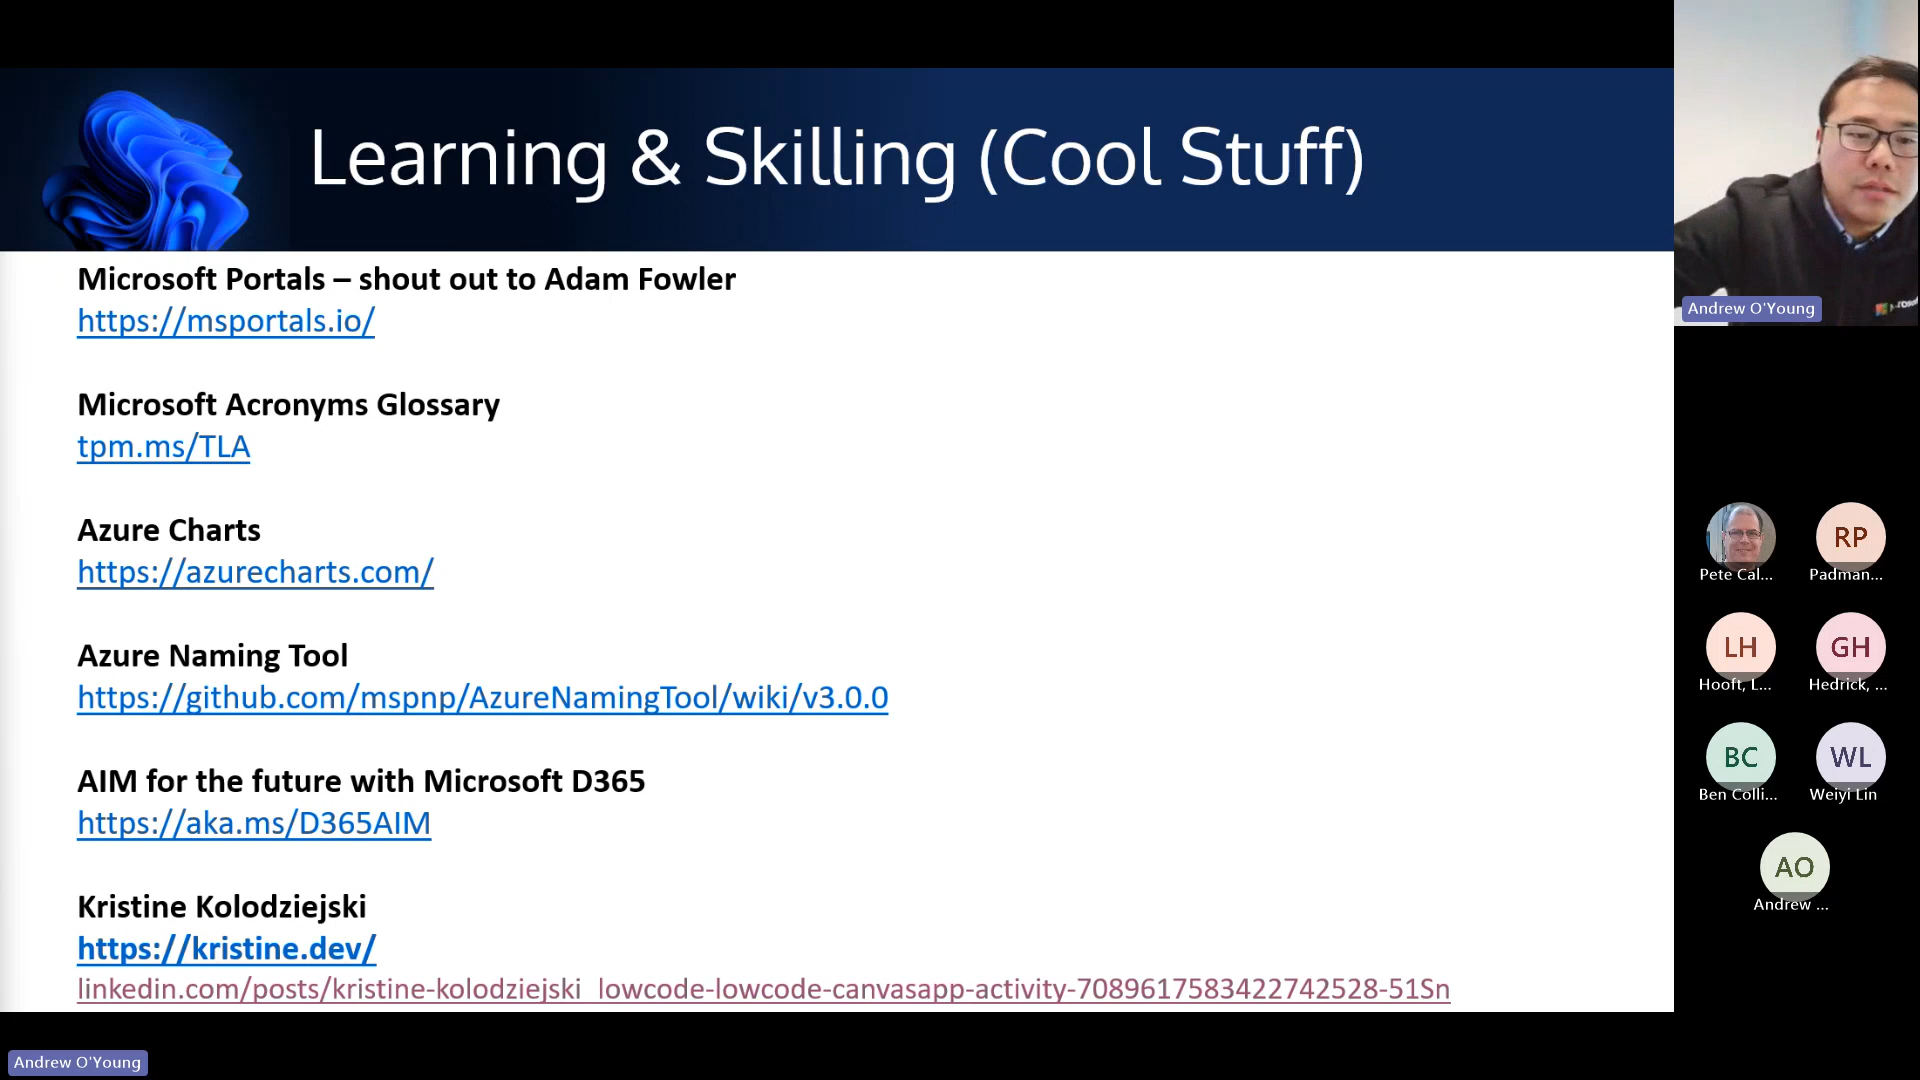 Learning & Skilling (Cool Stuff)
Microsoft Portals – shout out to Adam Fowler
https://msportals.io/
Microsoft Acronyms Glossary
tpm.ms/TLA
Azure Charts
https://azurecharts.com/
Azure Naming Tool
https://github.com/mspnp/AzureNamingTool/wiki/v3.0.0
AIM for the future with Microsoft D365
https://aka.ms/D365AIM
Kristine Kolodziejski
https://kristine.dev/
linkedin.com/posts/kristine-kolodziejski_lowcode-lowcode-canvasapp-activity-7089617583422742528-51Sn
Andrew O'Young
Pete Cal...
RP
Padman...
LH
Hooft, L...
GH
Hedrick, ...
BC
Ben Colli...
WL
Weiyi Lin
AO
Andrew ...
Andrew O'Young